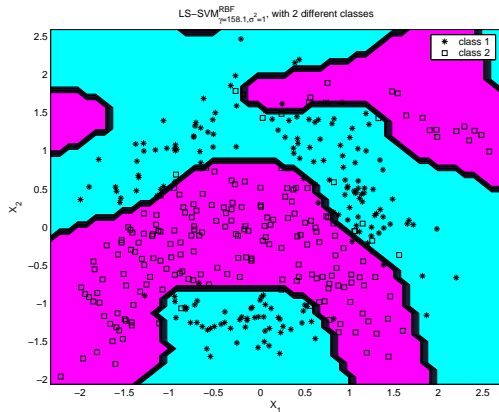 LS−SVM RBF γ=158.1,σ²=1, with 2 different classes
class 1
class 2
2.5
2
1.5
1
0.5
0
−0.5
−1
−1.5
−2
X2
−2 −1.5 −1 −0.5 0 0.5 1 1.5 2 2.5
X1